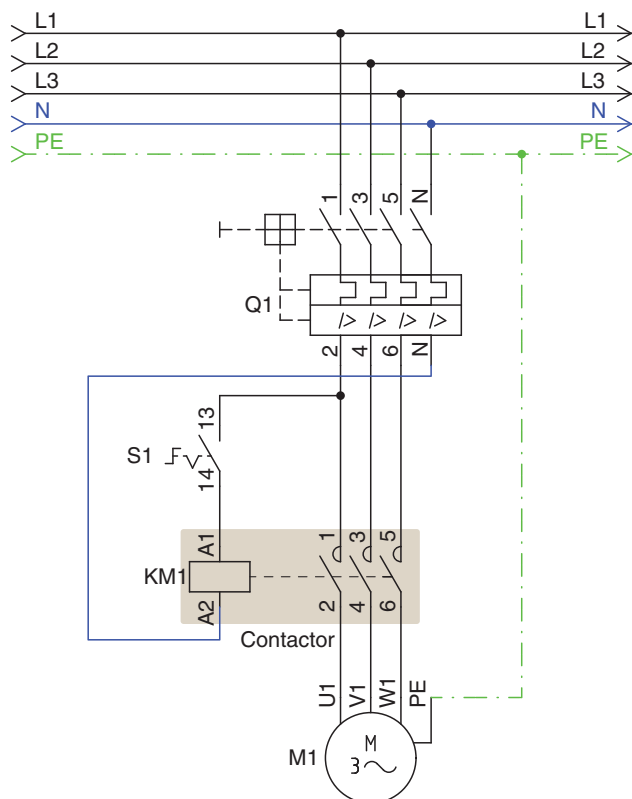 L1 L1
L2 L2
L3 L3
N N
PE PE
1 3 5 N
Q1
I> I> I> I>
2 4 6 N
13
S1
14
A1 1 3 5
KM1
A2 2 4 6
Contactor
U1 V1 W1 PE
M1 M
3~